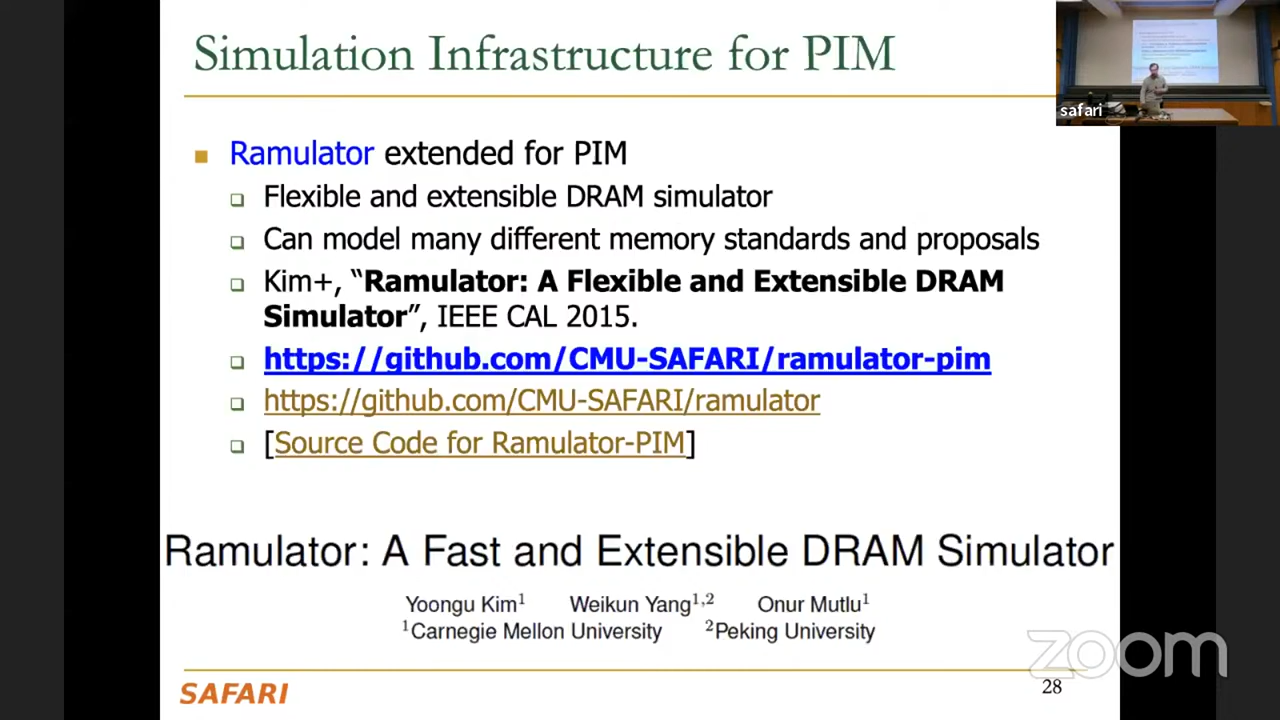 Simulation Infrastructure for PIM
safari
Ramulator extended for PIM
Flexible and extensible DRAM simulator
Can model many different memory standards and proposals
Kim+, “Ramulator: A Flexible and Extensible DRAM
Simulator”, IEEE CAL 2015.
https://github.com/CMU-SAFARI/ramulator-pim
https://github.com/CMU-SAFARI/ramulator
[Source Code for Ramulator-PIM]
Ramulator: A Fast and Extensible DRAM Simulator
Yoongu Kim¹ Weikun Yang¹,² Onur Mutlu¹
¹Carnegie Mellon University ²Peking University
zoom
SAFARI
28